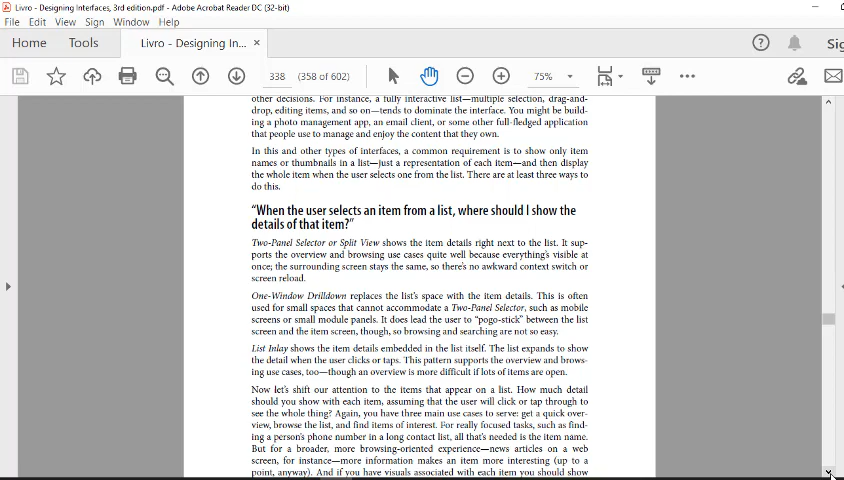 Livro - Designing Interfaces, 3rd edition.pdf - Adobe Acrobat Reader DC (32-bit)
File Edit View Sign Window Help
Home Tools Livro - Designing In... × Sig
338 (358 of 602) 75%
other decisions. For instance, a fully interactive list—multiple selection, drag-and-
drop, editing items, and so on—tends to dominate the interface. You might be build-
ing a photo management app, an email client, or some other full-fledged application
that people use to manage and enjoy the content that they own.
In this and other types of interfaces, a common requirement is to show only item
names or thumbnails in a list—just a representation of each item—and then display
the whole item when the user selects one from the list. There are at least three ways to
do this.
“When the user selects an item from a list, where should I show the
details of that item?”
Two-Panel Selector or Split View shows the item details right next to the list. It sup-
ports the overview and browsing use cases quite well because everything’s visible at
once; the surrounding screen stays the same, so there’s no awkward context switch or
screen reload.
One-Window Drilldown replaces the list’s space with the item details. This is often
used for small spaces that cannot accommodate a Two-Panel Selector, such as mobile
screens or small module panels. It does lead the user to “pogo-stick” between the list
screen and the item screen, though, so browsing and searching are not so easy.
List Inlay shows the item details embedded in the list itself. The list expands to show
the detail when the user clicks or taps. This pattern supports the overview and brows-
ing use cases, too—though an overview is more difficult if lots of items are open.
Now let’s shift our attention to the items that appear on a list. How much detail
should you show with each item, assuming that the user will click or tap through to
see the whole thing? Again, you have three main use cases to serve: get a quick over-
view, browse the list, and find items of interest. For really focused tasks, such as find-
ing a person’s phone number in a long contact list, all that’s needed is the item name.
But for a broader, more browsing-oriented experience—news articles on a web
screen, for instance—more information makes an item more interesting (up to a
point, anyway). And if you have visuals associated with each item you should show